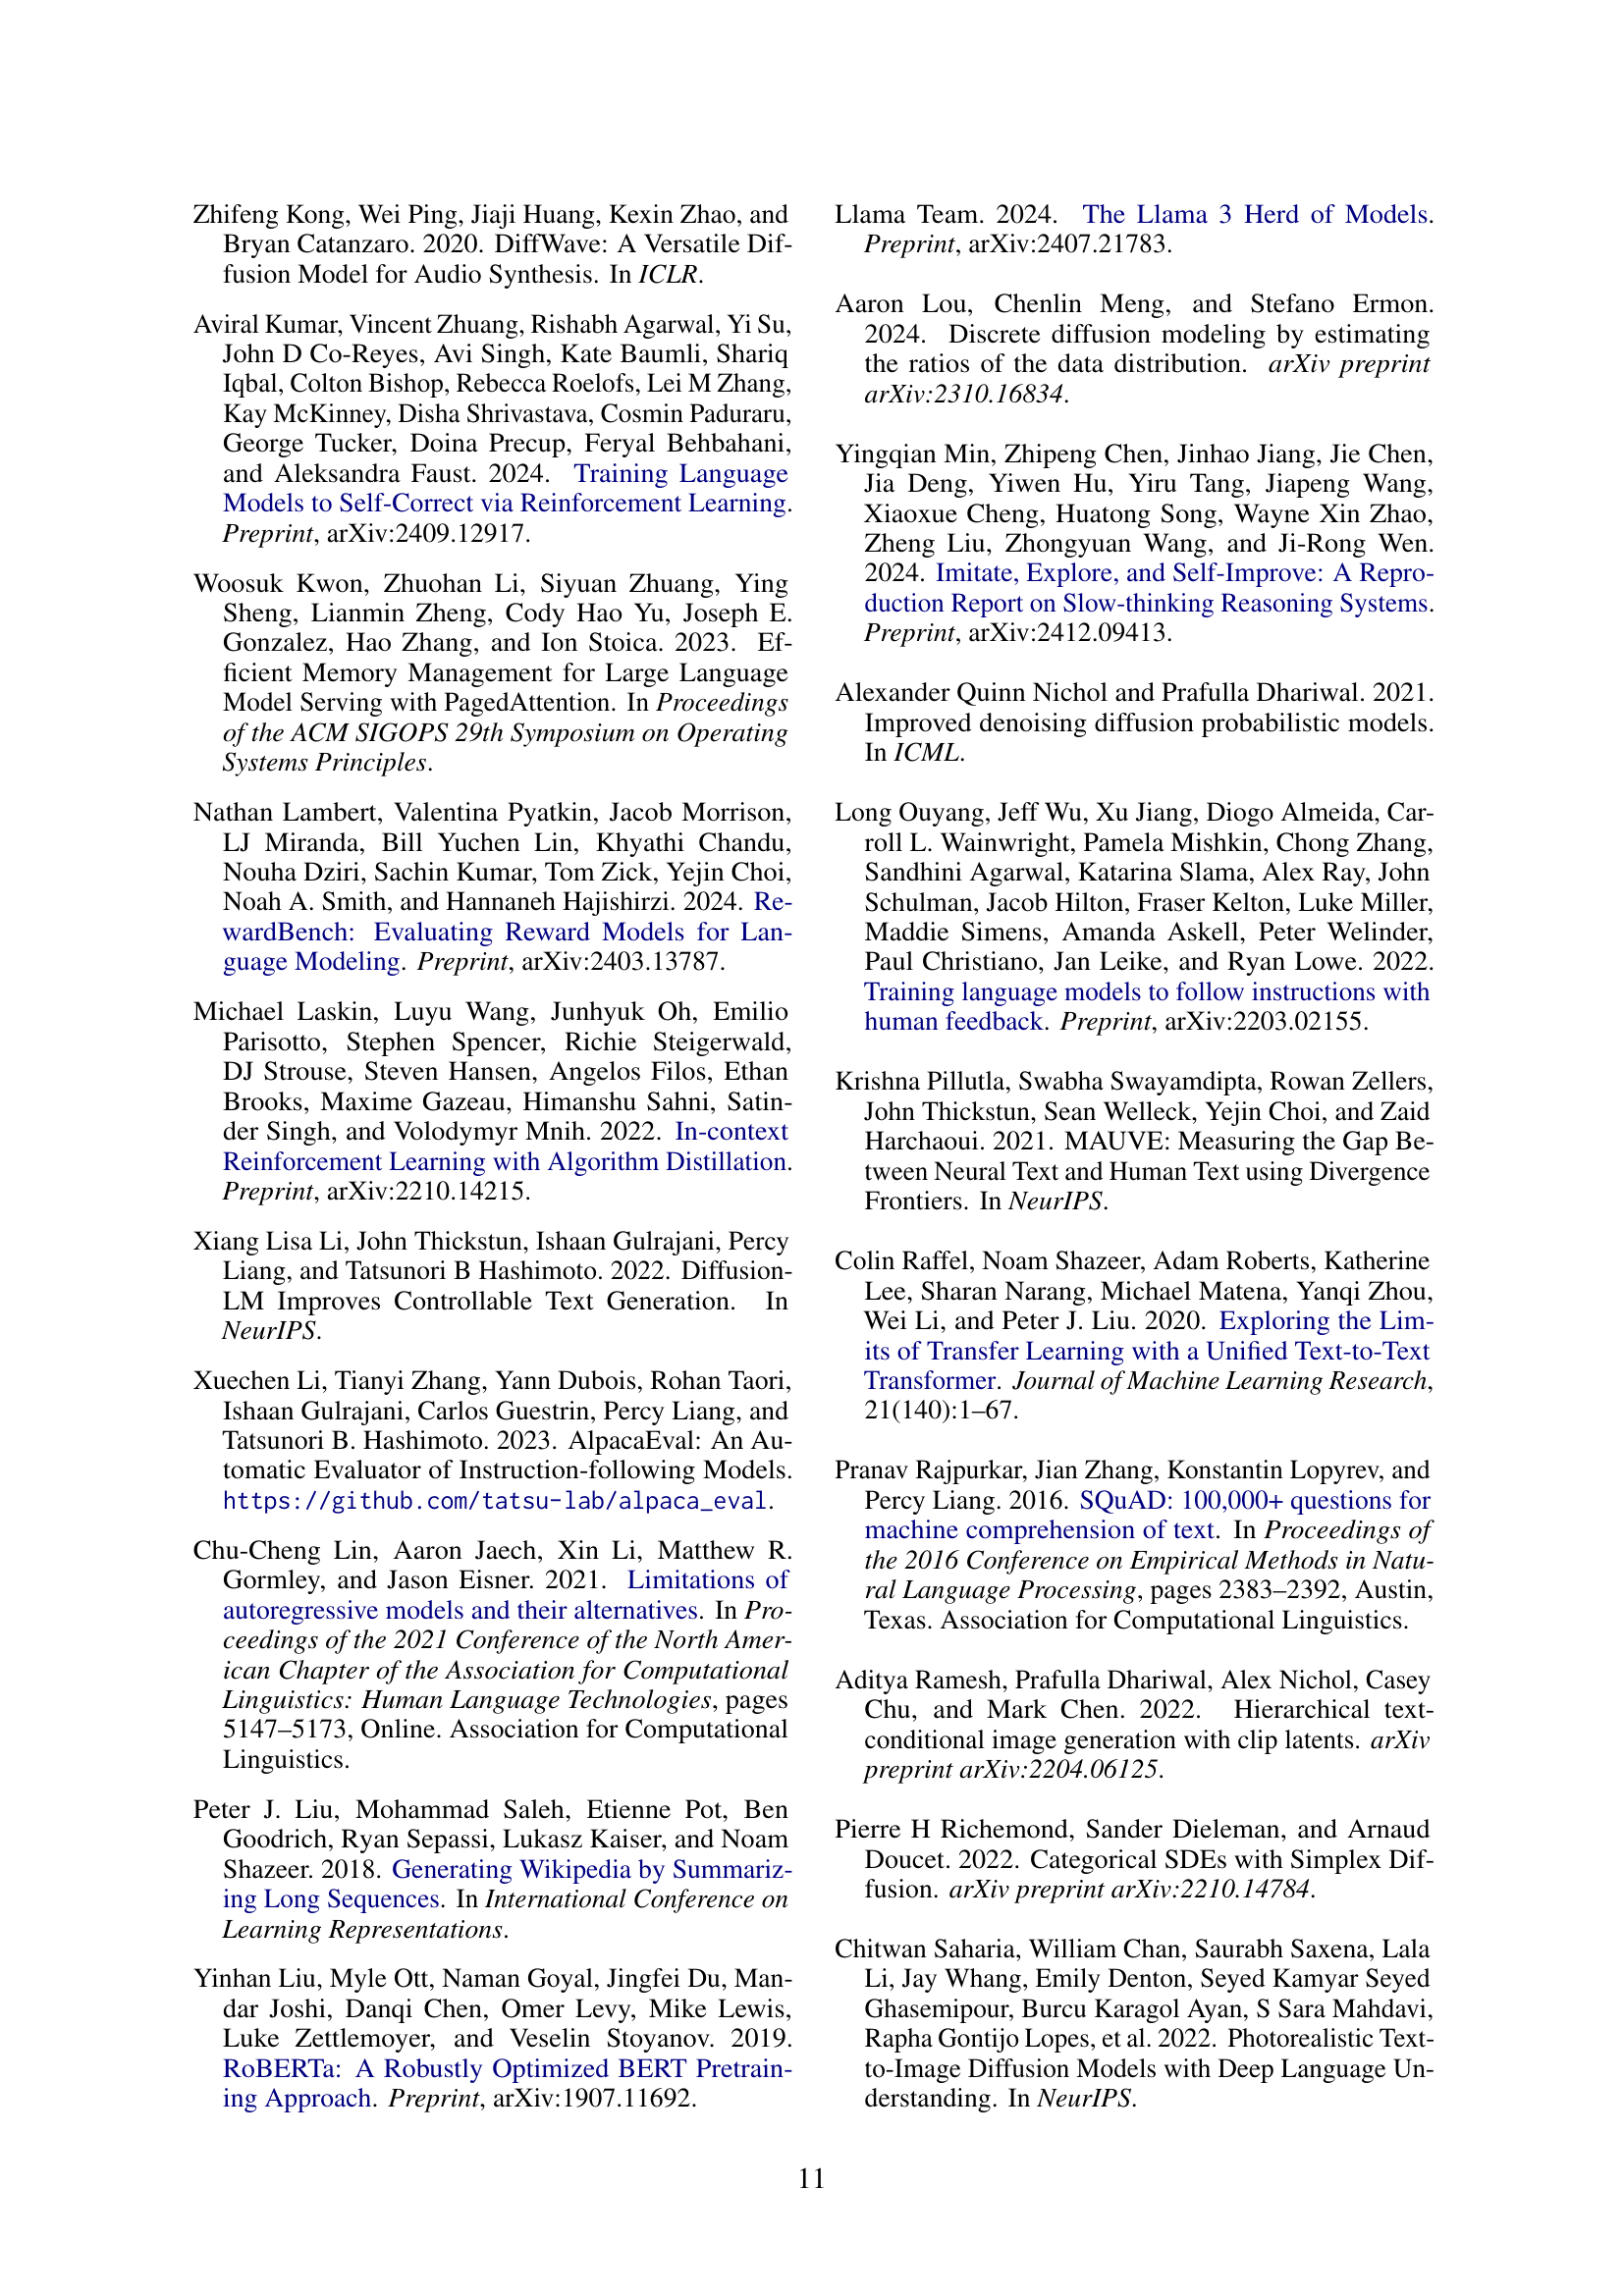 Zhifeng Kong, Wei Ping, Jiaji Huang, Kexin Zhao, and
Bryan Catanzaro. 2020. DiffWave: A Versatile Dif-
fusion Model for Audio Synthesis. In ICLR.
Aviral Kumar, Vincent Zhuang, Rishabh Agarwal, Yi Su,
John D Co-Reyes, Avi Singh, Kate Baumli, Shariq
Iqbal, Colton Bishop, Rebecca Roelofs, Lei M Zhang,
Kay McKinney, Disha Shrivastava, Cosmin Paduraru,
George Tucker, Doina Precup, Feryal Behbahani,
and Aleksandra Faust. 2024. Training Language
Models to Self-Correct via Reinforcement Learning.
Preprint, arXiv:2409.12917.
Woosuk Kwon, Zhuohan Li, Siyuan Zhuang, Ying
Sheng, Lianmin Zheng, Cody Hao Yu, Joseph E.
Gonzalez, Hao Zhang, and Ion Stoica. 2023. Ef-
ficient Memory Management for Large Language
Model Serving with PagedAttention. In Proceedings
of the ACM SIGOPS 29th Symposium on Operating
Systems Principles.
Nathan Lambert, Valentina Pyatkin, Jacob Morrison,
LJ Miranda, Bill Yuchen Lin, Khyathi Chandu,
Nouha Dziri, Sachin Kumar, Tom Zick, Yejin Choi,
Noah A. Smith, and Hannaneh Hajishirzi. 2024. Re-
wardBench: Evaluating Reward Models for Lan-
guage Modeling. Preprint, arXiv:2403.13787.
Michael Laskin, Luyu Wang, Junhyuk Oh, Emilio
Parisotto, Stephen Spencer, Richie Steigerwald,
DJ Strouse, Steven Hansen, Angelos Filos, Ethan
Brooks, Maxime Gazeau, Himanshu Sahni, Satin-
der Singh, and Volodymyr Mnih. 2022. In-context
Reinforcement Learning with Algorithm Distillation.
Preprint, arXiv:2210.14215.
Xiang Lisa Li, John Thickstun, Ishaan Gulrajani, Percy
Liang, and Tatsunori B Hashimoto. 2022. Diffusion-
LM Improves Controllable Text Generation. In
NeurIPS.
Xuechen Li, Tianyi Zhang, Yann Dubois, Rohan Taori,
Ishaan Gulrajani, Carlos Guestrin, Percy Liang, and
Tatsunori B. Hashimoto. 2023. AlpacaEval: An Au-
tomatic Evaluator of Instruction-following Models.
https://github.com/tatsu-lab/alpaca_eval.
Chu-Cheng Lin, Aaron Jaech, Xin Li, Matthew R.
Gormley, and Jason Eisner. 2021. Limitations of
autoregressive models and their alternatives. In Pro-
ceedings of the 2021 Conference of the North Amer-
ican Chapter of the Association for Computational
Linguistics: Human Language Technologies, pages
5147–5173, Online. Association for Computational
Linguistics.
Peter J. Liu, Mohammad Saleh, Etienne Pot, Ben
Goodrich, Ryan Sepassi, Lukasz Kaiser, and Noam
Shazeer. 2018. Generating Wikipedia by Summariz-
ing Long Sequences. In International Conference on
Learning Representations.
Yinhan Liu, Myle Ott, Naman Goyal, Jingfei Du, Man-
dar Joshi, Danqi Chen, Omer Levy, Mike Lewis,
Luke Zettlemoyer, and Veselin Stoyanov. 2019.
RoBERTa: A Robustly Optimized BERT Pretrain-
ing Approach. Preprint, arXiv:1907.11692.
Llama Team. 2024. The Llama 3 Herd of Models.
Preprint, arXiv:2407.21783.
Aaron Lou, Chenlin Meng, and Stefano Ermon.
2024. Discrete diffusion modeling by estimating
the ratios of the data distribution. arXiv preprint
arXiv:2310.16834.
Yingqian Min, Zhipeng Chen, Jinhao Jiang, Jie Chen,
Jia Deng, Yiwen Hu, Yiru Tang, Jiapeng Wang,
Xiaoxue Cheng, Huatong Song, Wayne Xin Zhao,
Zheng Liu, Zhongyuan Wang, and Ji-Rong Wen.
2024. Imitate, Explore, and Self-Improve: A Repro-
duction Report on Slow-thinking Reasoning Systems.
Preprint, arXiv:2412.09413.
Alexander Quinn Nichol and Prafulla Dhariwal. 2021.
Improved denoising diffusion probabilistic models.
In ICML.
Long Ouyang, Jeff Wu, Xu Jiang, Diogo Almeida, Car-
roll L. Wainwright, Pamela Mishkin, Chong Zhang,
Sandhini Agarwal, Katarina Slama, Alex Ray, John
Schulman, Jacob Hilton, Fraser Kelton, Luke Miller,
Maddie Simens, Amanda Askell, Peter Welinder,
Paul Christiano, Jan Leike, and Ryan Lowe. 2022.
Training language models to follow instructions with
human feedback. Preprint, arXiv:2203.02155.
Krishna Pillutla, Swabha Swayamdipta, Rowan Zellers,
John Thickstun, Sean Welleck, Yejin Choi, and Zaid
Harchaoui. 2021. MAUVE: Measuring the Gap Be-
tween Neural Text and Human Text using Divergence
Frontiers. In NeurIPS.
Colin Raffel, Noam Shazeer, Adam Roberts, Katherine
Lee, Sharan Narang, Michael Matena, Yanqi Zhou,
Wei Li, and Peter J. Liu. 2020. Exploring the Lim-
its of Transfer Learning with a Unified Text-to-Text
Transformer. Journal of Machine Learning Research,
21(140):1–67.
Pranav Rajpurkar, Jian Zhang, Konstantin Lopyrev, and
Percy Liang. 2016. SQuAD: 100,000+ questions for
machine comprehension of text. In Proceedings of
the 2016 Conference on Empirical Methods in Natu-
ral Language Processing, pages 2383–2392, Austin,
Texas. Association for Computational Linguistics.
Aditya Ramesh, Prafulla Dhariwal, Alex Nichol, Casey
Chu, and Mark Chen. 2022. Hierarchical text-
conditional image generation with clip latents. arXiv
preprint arXiv:2204.06125.
Pierre H Richemond, Sander Dieleman, and Arnaud
Doucet. 2022. Categorical SDEs with Simplex Dif-
fusion. arXiv preprint arXiv:2210.14784.
Chitwan Saharia, William Chan, Saurabh Saxena, Lala
Li, Jay Whang, Emily Denton, Seyed Kamyar Seyed
Ghasemipour, Burcu Karagol Ayan, S Sara Mahdavi,
Rapha Gontijo Lopes, et al. 2022. Photorealistic Text-
to-Image Diffusion Models with Deep Language Un-
derstanding. In NeurIPS.
11